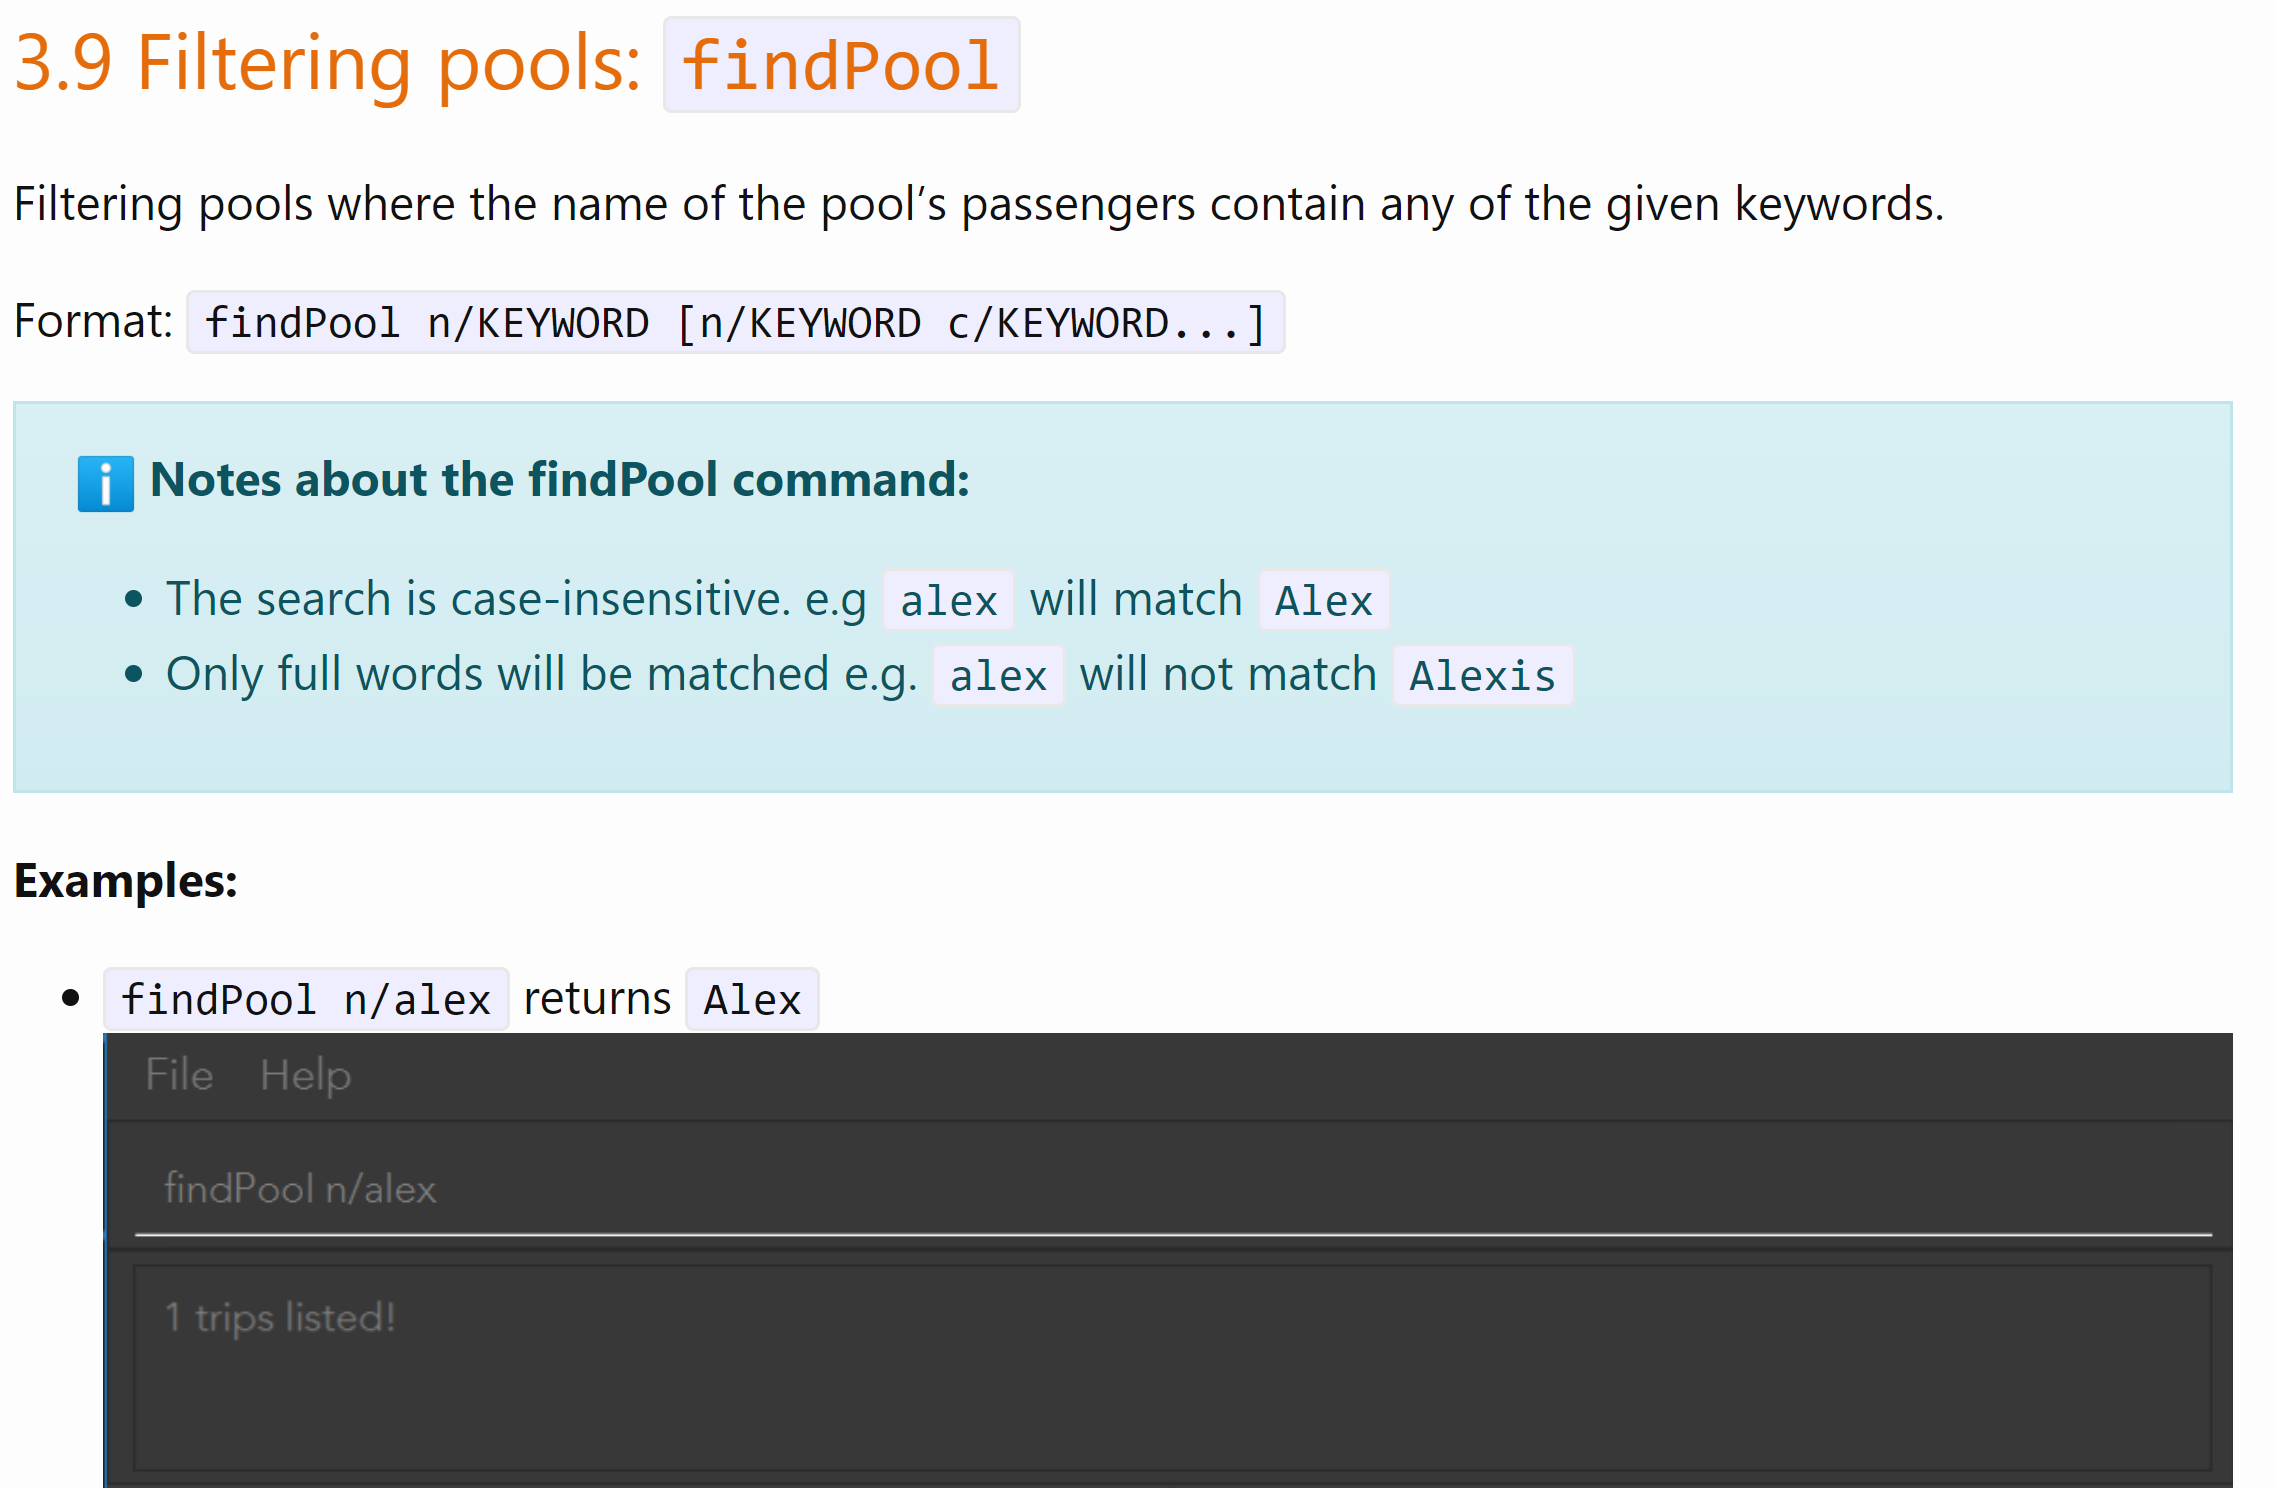 3.9 Filtering pools: findPool
Filtering pools where the name of the pool’s passengers contain any of the given keywords.
Format: findPool n/KEYWORD [n/KEYWORD c/KEYWORD...]
Notes about the findPool command:
The search is case-insensitive. e.g alex will match Alex
Only full words will be matched e.g. alex will not match Alexis
Examples:
findPool n/alex returns Alex
File Help
findPool n/alex
1 trips listed!